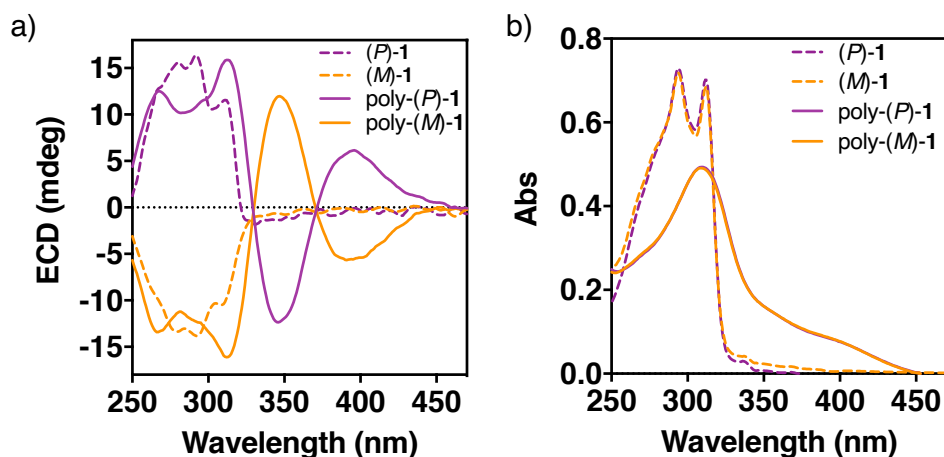 a)
ECD (mdeg)
15
10
5
0
-5
-10
-15
250 300 350 400 450
Wavelength (nm)
(P)-1
(M)-1
poly-(P)-1
poly-(M)-1
b)
Abs
0.8
0.6
0.4
0.2
0.0
250 300 350 400 450
Wavelength (nm)
(P)-1
(M)-1
poly-(P)-1
poly-(M)-1